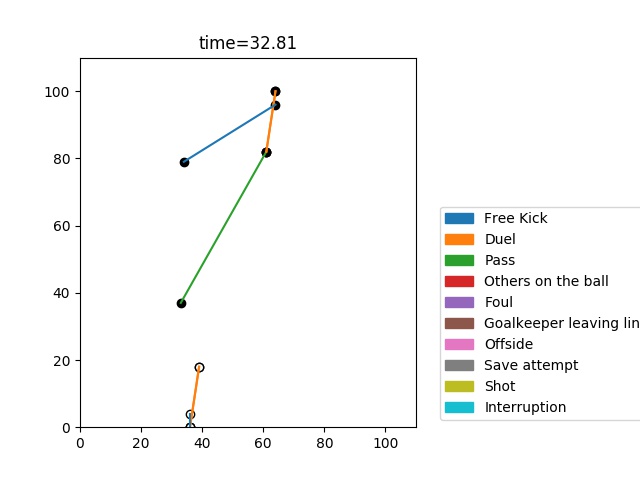 time=32.81
100
80
60
40
20
0
0 20 40 60 80 100
Free Kick
Duel
Pass
Others on the ball
Foul
Goalkeeper leaving lin
Offside
Save attempt
Shot
Interruption